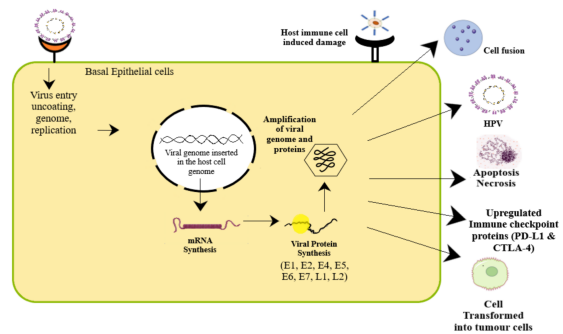 Host immune cell
induced damage
Cell fusion
Basal Epithelial cells
Virus entry
uncoating,
genome,
replication
Amplification
of viral
genome and
proteins
HPV
Viral genome inserted
in the host cell
genome
Apoptosis
Necrosis
Upregulated
Immune checkpoint
proteins (PD-L1 &
CTLA-4)
mRNA
Synthesis
Viral Protein
Synthesis
(E1, E2, E4, E5,
E6, E7, L1, L2)
Cell
Transformed
into tumour cells